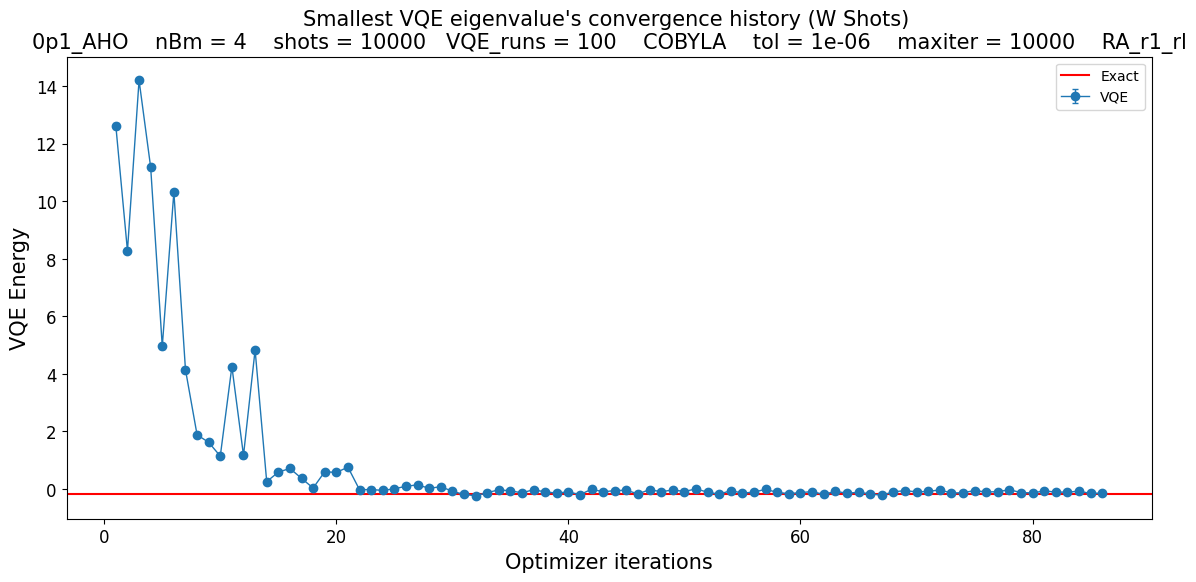 Smallest VQE eigenvalue's convergence history (W Shots)
0p1_AHO nBm = 4 shots = 10000 VQE_runs = 100 COBYLA tol = 1e-06 maxiter = 10000 RA_r1_rl
Exact
VQE
VQE Energy
14
12
10
8
6
4
2
0
0 20 40 60 80
Optimizer iterations